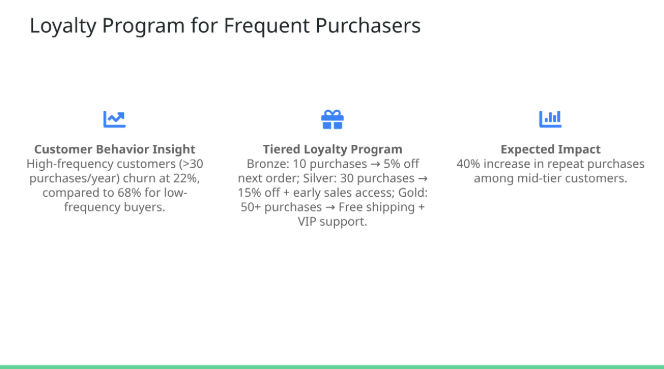 Loyalty Program for Frequent Purchasers
Customer Behavior Insight
High-frequency customers (>30
purchases/year) churn at 22%,
compared to 68% for low-
frequency buyers.
Tiered Loyalty Program
Bronze: 10 purchases → 5% off
next order; Silver: 30 purchases →
15% off + early sales access; Gold:
50+ purchases → Free shipping +
VIP support.
Expected Impact
40% increase in repeat purchases
among mid-tier customers.